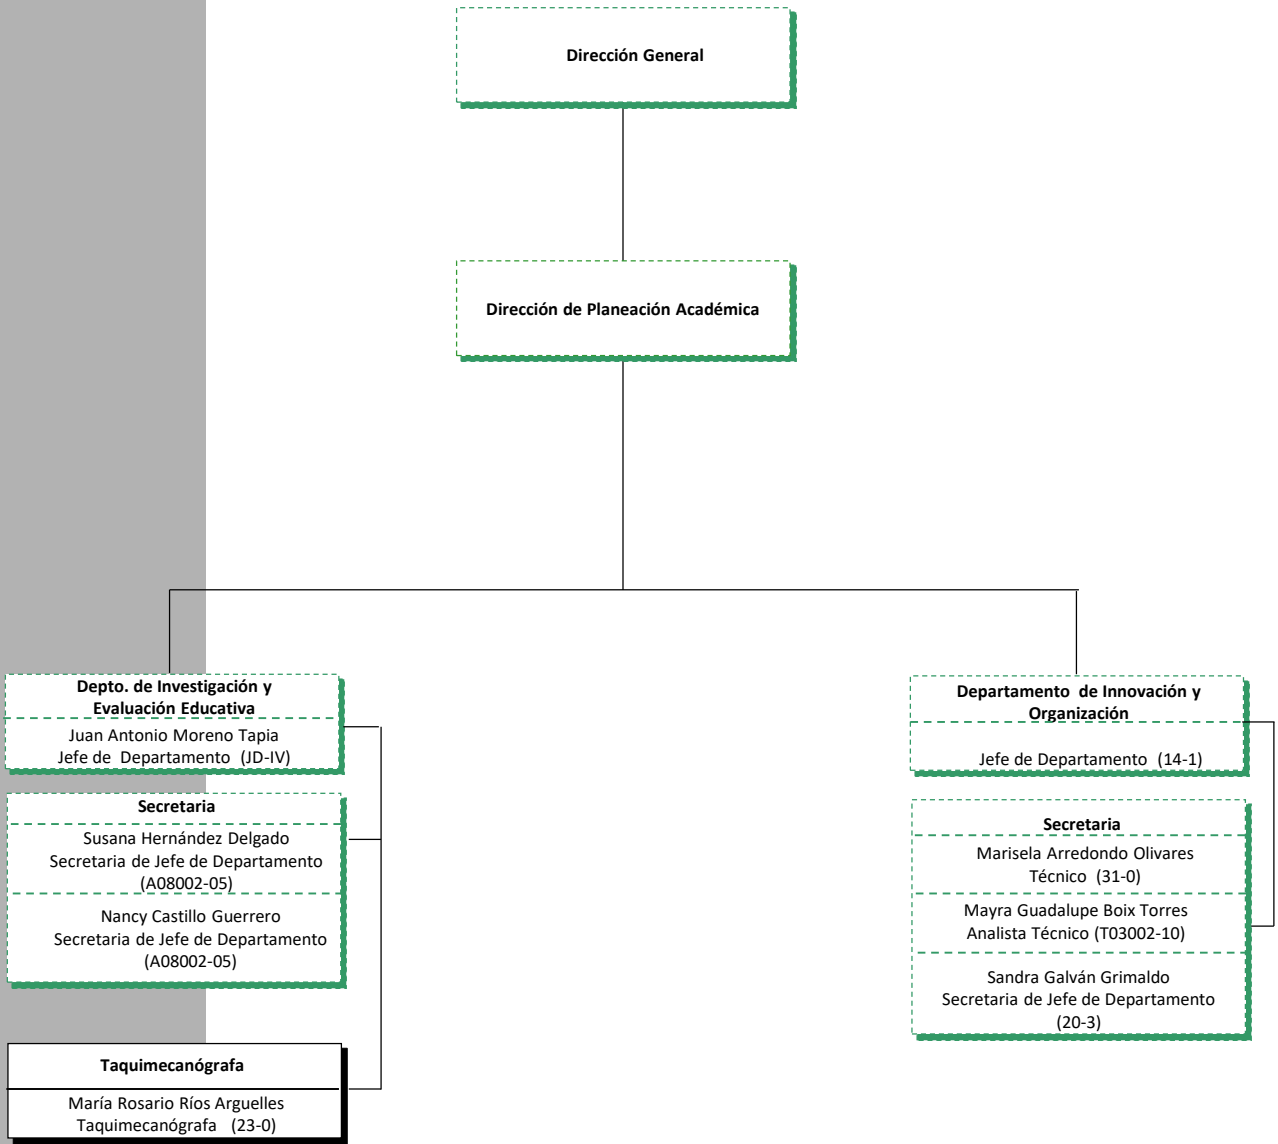 Dirección General
Dirección de Planeación Académica
Depto. de Investigación y
Evaluación Educativa
Juan Antonio Moreno Tapia
Jefe de Departamento (JD-IV)
Secretaria
Susana Hernández Delgado
Secretaria de Jefe de Departamento
(A08002-05)
Nancy Castillo Guerrero
Secretaria de Jefe de Departamento
(A08002-05)
Taquimecanógrafa
María Rosario Ríos Arguelles
Taquimecanógrafa (23-0)
Departamento de Innovación y
Organización
Jefe de Departamento (14-1)
Secretaria
Marisela Arredondo Olivares
Técnico (31-0)
Mayra Guadalupe Boix Torres
Analista Técnico (T03002-10)
Sandra Galván Grimaldo
Secretaria de Jefe de Departamento
(20-3)